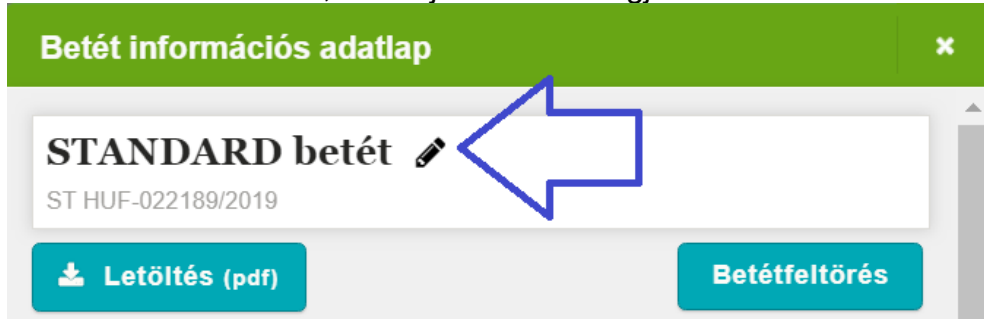 Betét információs adatlap
STANDARD betét
ST HUF-022189/2019
Letöltés (pdf)
Betétfeltörés